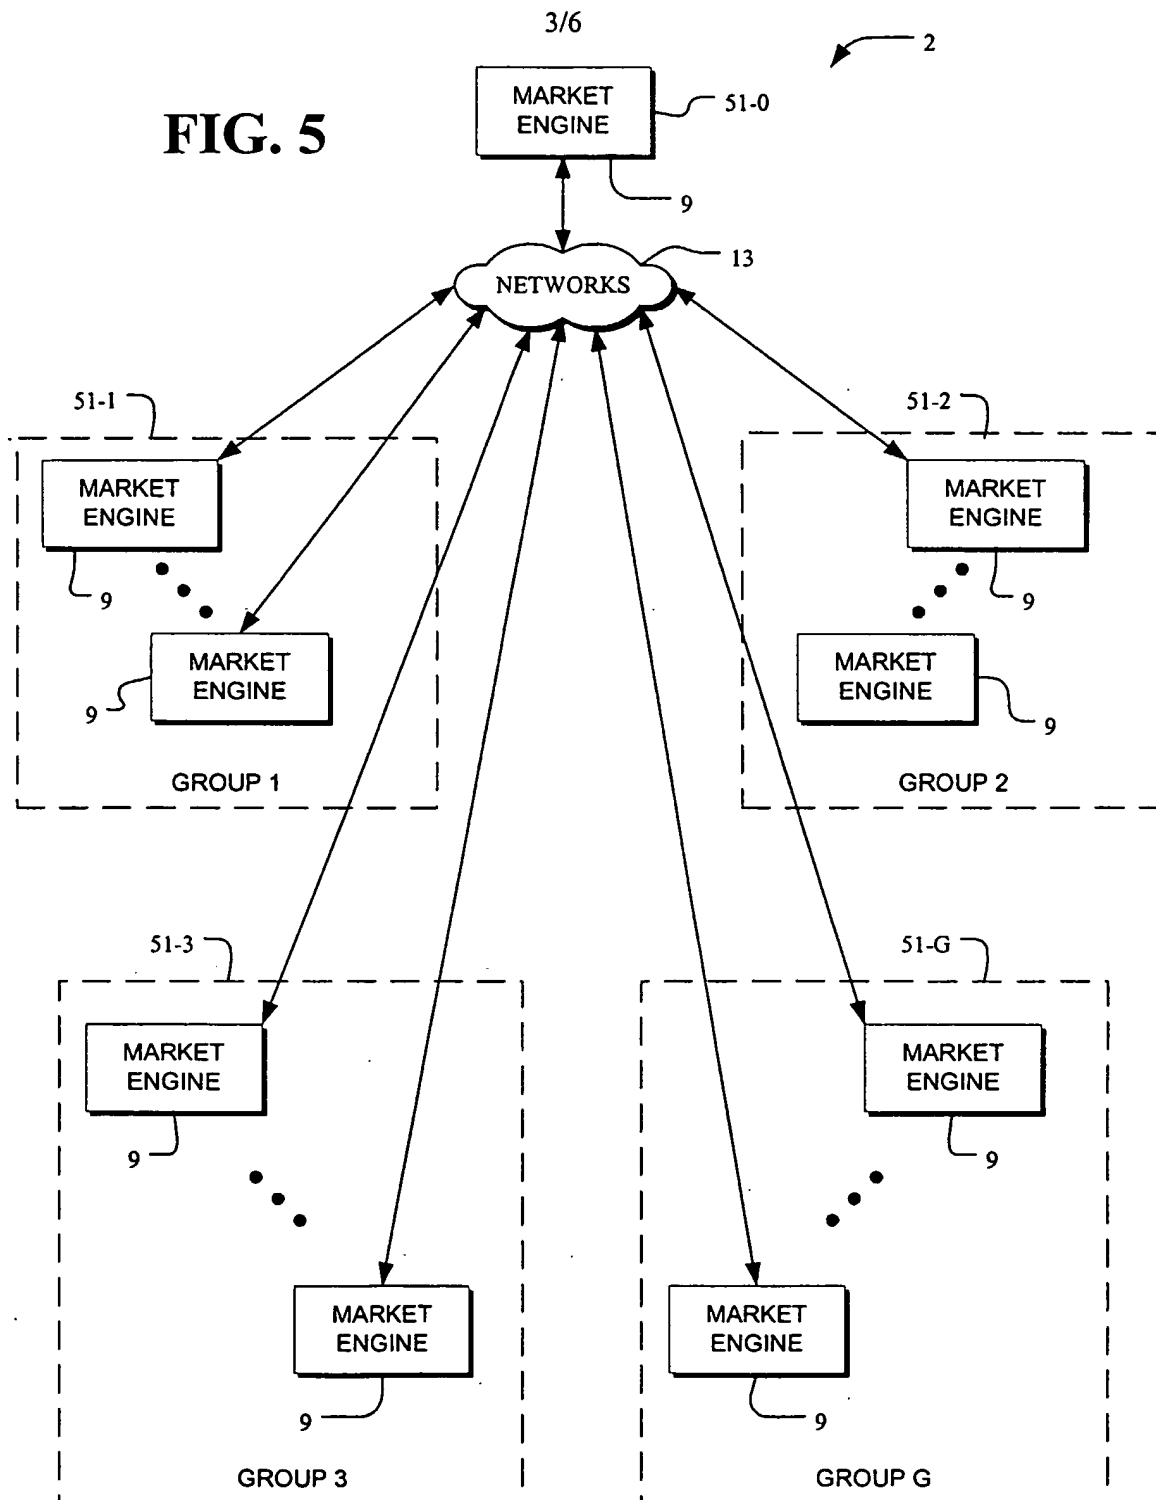 3/6
2
FIG. 5
MARKET
ENGINE
51-0
9
13
NETWORKS
51-1
51-2
MARKET
ENGINE
9
MARKET
ENGINE
9
GROUP 1
MARKET
ENGINE
9
MARKET
ENGINE
9
GROUP 2
51-3
51-G
MARKET
ENGINE
9
MARKET
ENGINE
9
GROUP 3
MARKET
ENGINE
9
MARKET
ENGINE
9
GROUP G